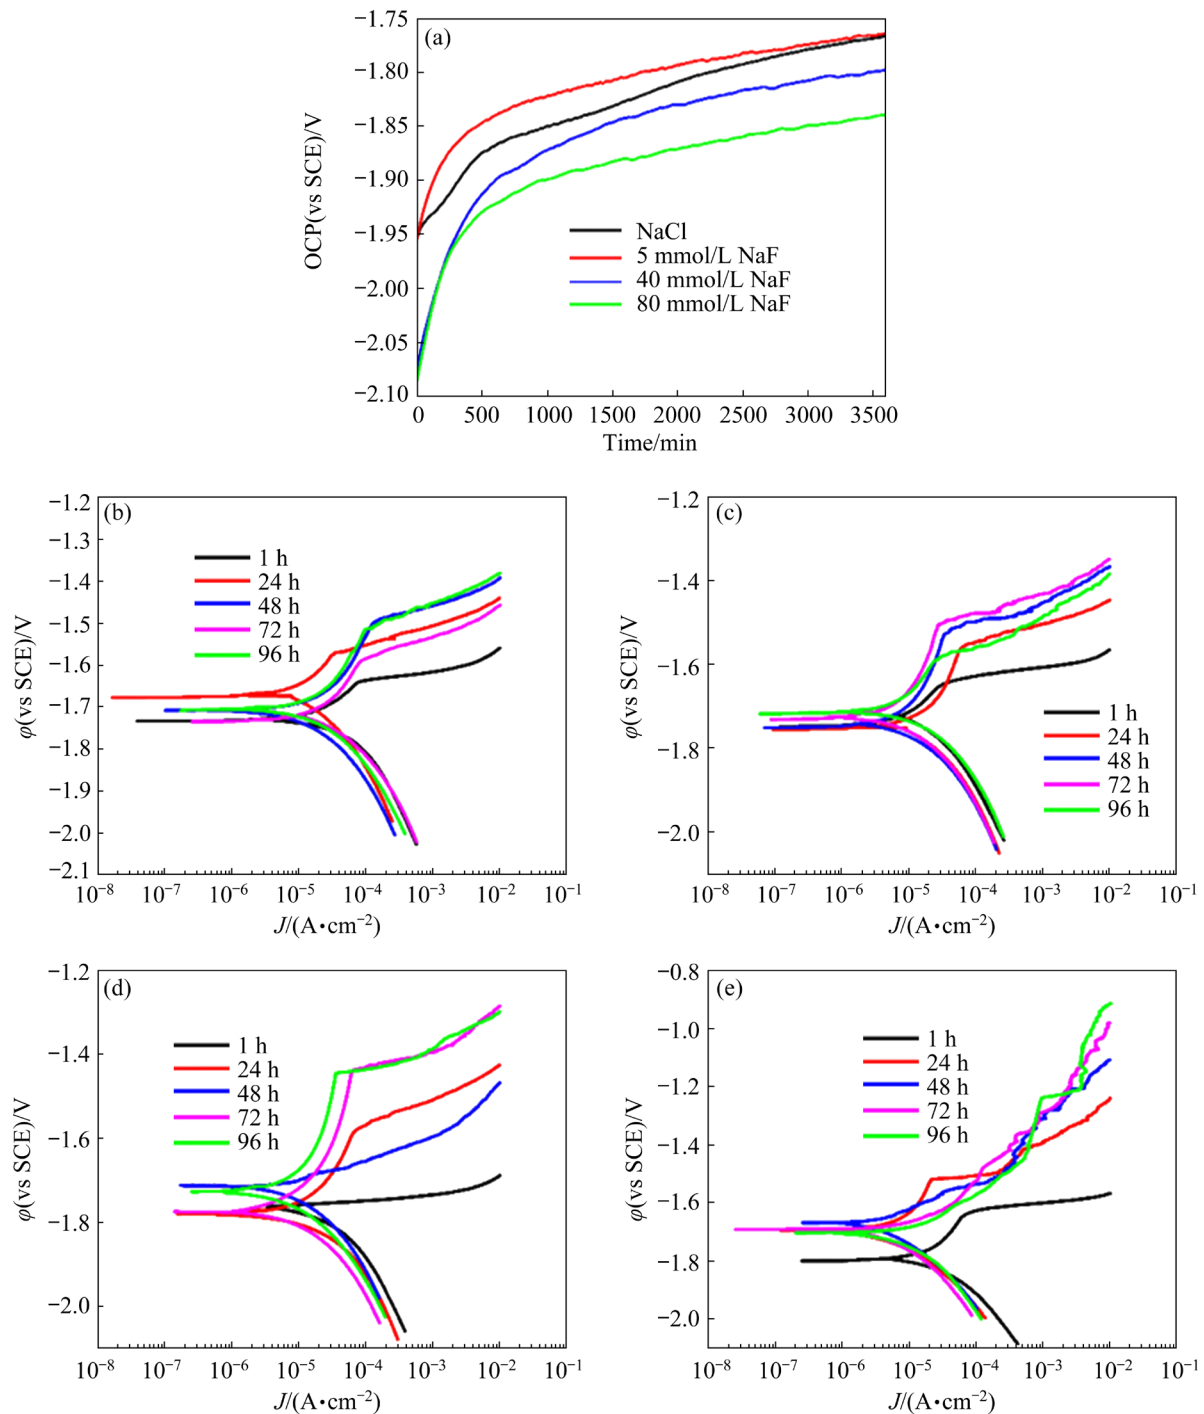 (a)
OCP(vs SCE)/V
−1.75
−1.80
−1.85
−1.90
−1.95
−2.00
−2.05
−2.10
NaCl
5 mmol/L NaF
40 mmol/L NaF
80 mmol/L NaF
0 500 1000 1500 2000 2500 3000 3500
Time/min
(b)
φ(vs SCE)/V
−1.2
−1.3
−1.4
−1.5
−1.6
−1.7
−1.8
−1.9
−2.0
−2.1
1 h
24 h
48 h
72 h
96 h
10⁻⁸ 10⁻⁷ 10⁻⁶ 10⁻⁵ 10⁻⁴ 10⁻³ 10⁻² 10⁻¹
J/(A•cm⁻²)
(c)
φ(vs SCE)/V
−1.2
−1.4
−1.6
−1.8
−2.0
1 h
24 h
48 h
72 h
96 h
10⁻⁸ 10⁻⁷ 10⁻⁶ 10⁻⁵ 10⁻⁴ 10⁻³ 10⁻² 10⁻¹
J/(A•cm⁻²)
(d)
φ(vs SCE)/V
−1.2
−1.4
−1.6
−1.8
−2.0
1 h
24 h
48 h
72 h
96 h
10⁻⁸ 10⁻⁷ 10⁻⁶ 10⁻⁵ 10⁻⁴ 10⁻³ 10⁻² 10⁻¹
J/(A•cm⁻²)
(e)
φ(vs SCE)/V
−0.8
−1.0
−1.2
−1.4
−1.6
−1.8
−2.0
1 h
24 h
48 h
72 h
96 h
10⁻⁸ 10⁻⁷ 10⁻⁶ 10⁻⁵ 10⁻⁴ 10⁻³ 10⁻² 10⁻¹
J/(A•cm⁻²)